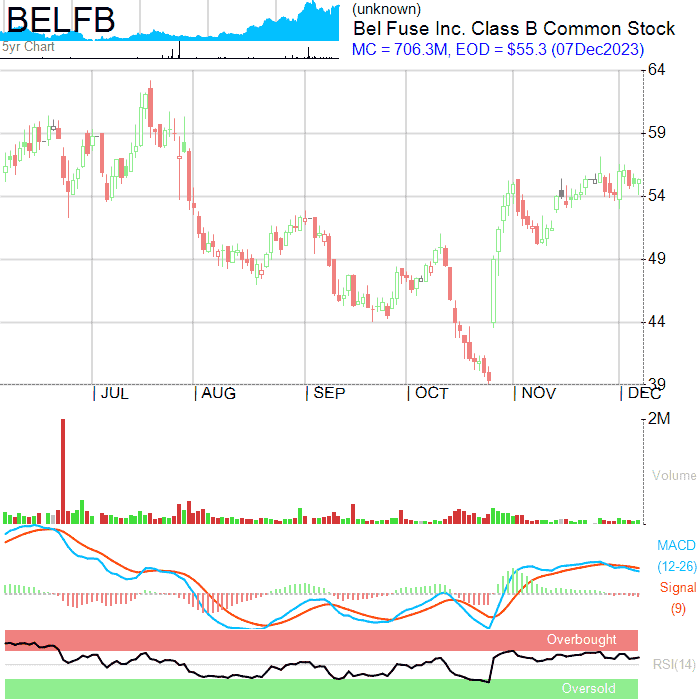 BELFB
5yr Chart
(unknown)
Bel Fuse Inc. Class B Common Stock
MC = 706.3M, EOD = $55.3 (07Dec2023)
64
59
54
49
44
39
JUL
AUG
SEP
OCT
NOV
DEC
2M
Volume
MACD
(12-26)
Signal
(9)
Overbought
RSI(14)
Oversold